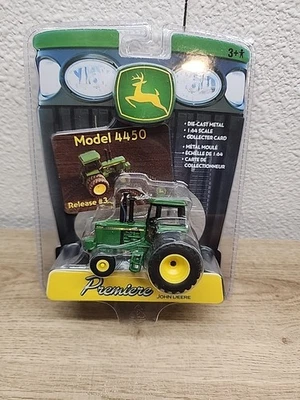 3+
Model 4450
Release #3
• DIE-CAST METAL
• 1:64 SCALE
• COLLECTER CARD
• METAL MOULÉ
• ÉCHELLE DE 1:64
• CARTE DE
COLLECTIONNEUR
Premiere
JOHN DEERE